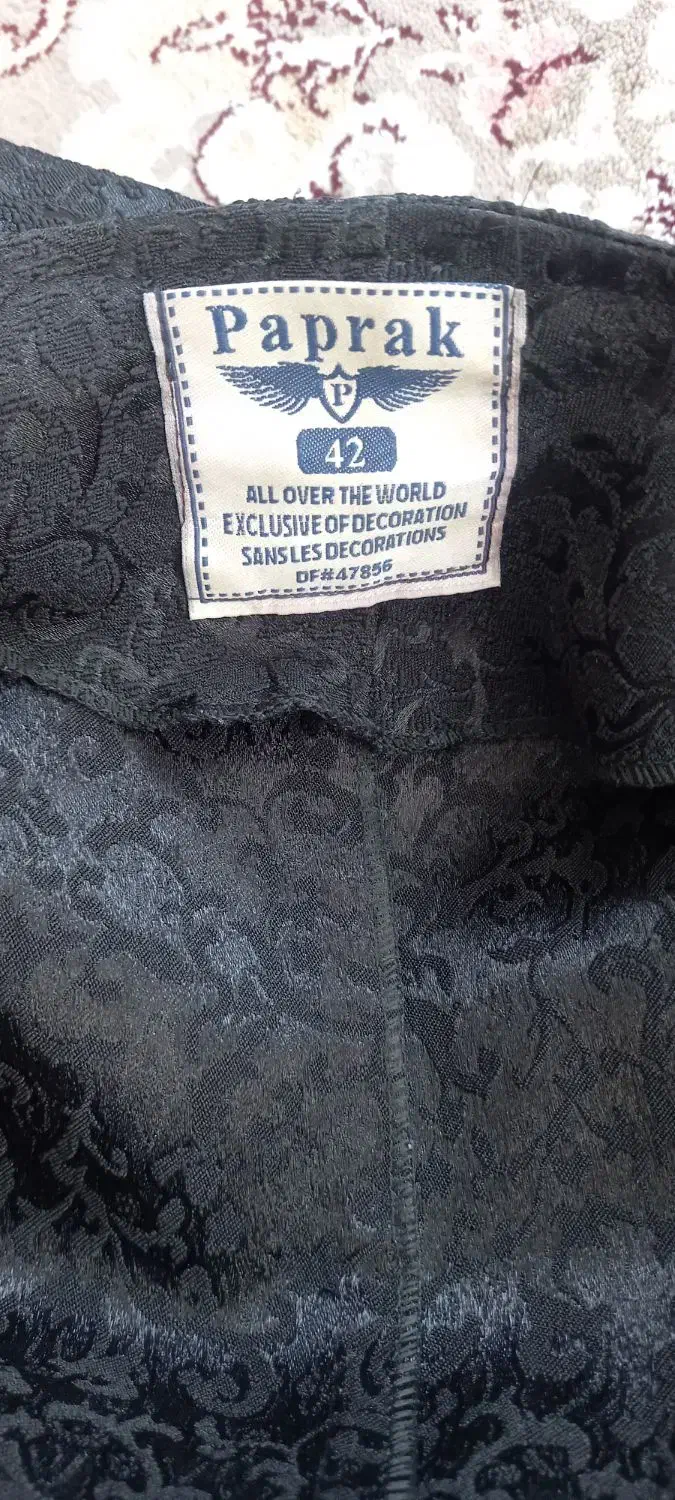 Paprak
P
42
ALL OVER THE WORLD
EXCLUSIVE OF DECORATION
SANS LES DECORATIONS
DF#47856